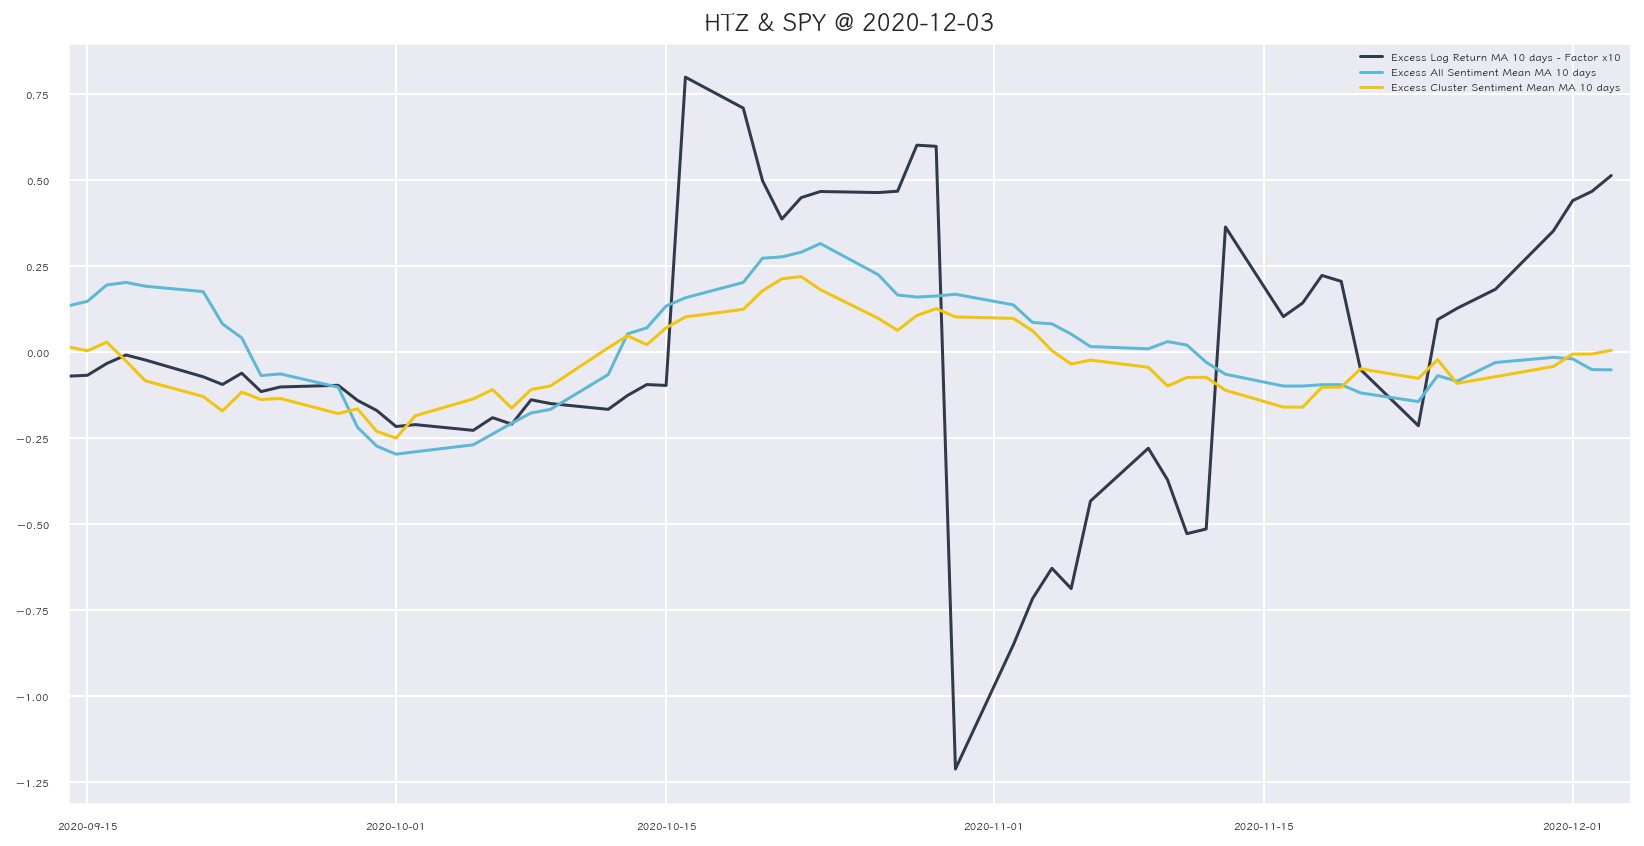 HTZ & SPY @ 2020-12-03
Excess Log Return MA 10 days - Factor x10
Excess All Sentiment Mean MA 10 days
Excess Cluster Sentiment Mean MA 10 days
0.75
0.50
0.25
0.00
−0.25
−0.50
−0.75
−1.00
−1.25
2020-09-15 2020-10-01 2020-10-15 2020-11-01 2020-11-15 2020-12-01